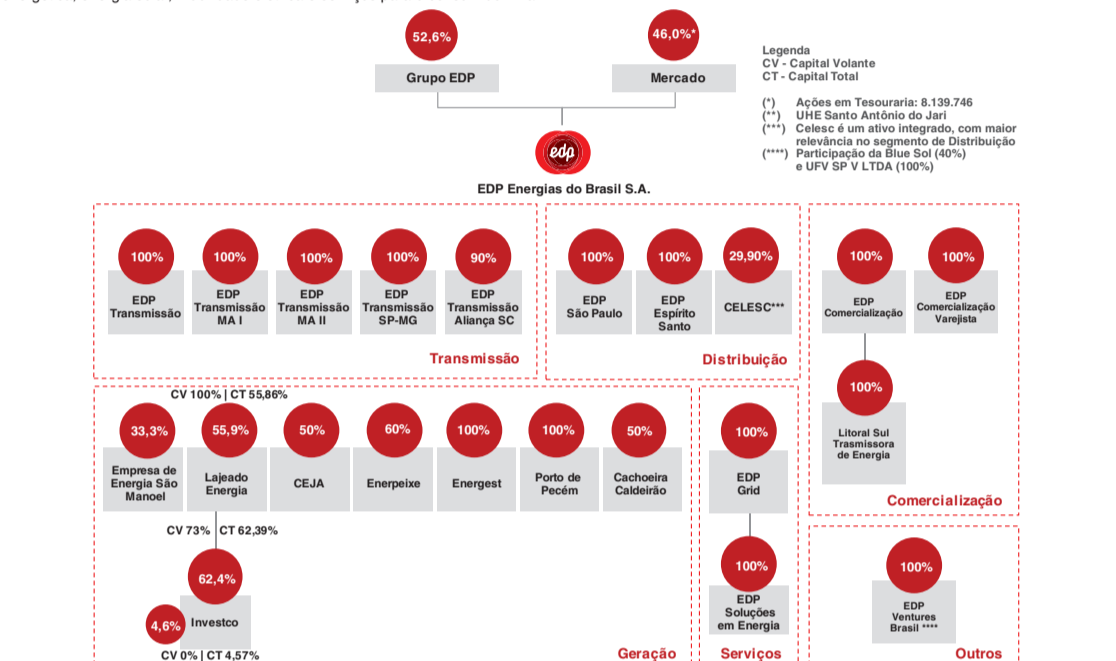 52,6%
46,0%*
Grupo EDP
Mercado
Legenda
CV - Capital Volante
CT - Capital Total
(*) Ações em Tesouraria: 8.139.746
(**) UHE Santo Antônio do Jari
(***) Celesc é um ativo integrado, com maior
relevância no segmento de Distribuição
(****) Participação da Blue Sol (40%)
e UFV SP V LTDA (100%)
edp
EDP Energias do Brasil S.A.
100%
EDP
Transmissão
100%
EDP
Transmissão
MA I
100%
EDP
Transmissão
MA II
100%
EDP
Transmissão
SP-MG
90%
EDP
Transmissão
Aliança SC
Transmissão
100%
EDP
São Paulo
100%
EDP
Espírito
Santo
29,90%
CELESC***
Distribuição
100%
EDP
Comercialização
100%
EDP
Comercialização
Varejista
100%
Litoral Sul
Trasmissora
de Energia
Comercialização
CV 100% | CT 55,86%
33,3%
Empresa de
Energia São
Manoel
55,9%
Lajeado
Energia
50%
CEJA
60%
Enerpeixe
100%
Energest
100%
Porto de
Pecém
50%
Cachoeira
Caldeirão
CV 73% | CT 62,39%
62,4%
4,6%
Investco
CV 0% | CT 4,57%
Geração
100%
EDP
Grid
100%
EDP
Soluções
em Energia
Serviços
100%
EDP
Ventures
Brasil ****
Outros